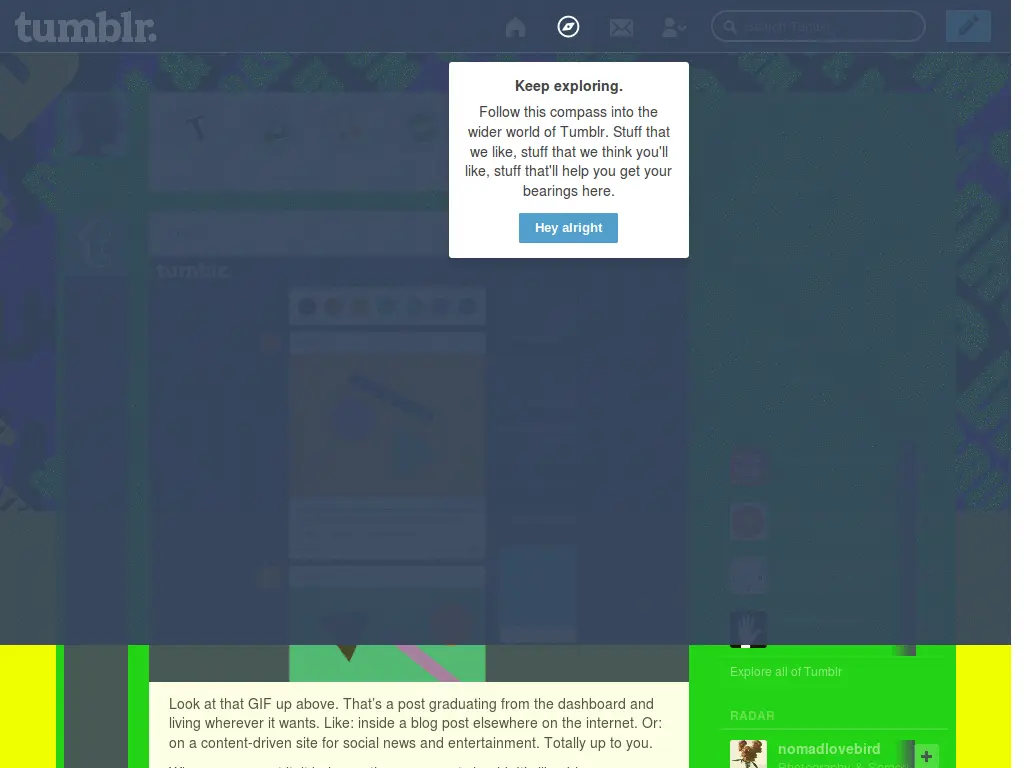 tumblr.
Search Tumblr
Keep exploring.
Follow this compass into the
wider world of Tumblr. Stuff that
we like, stuff that we think you'll
like, stuff that'll help you get your
bearings here.
Hey alright
tumblr.
Look at that GIF up above. That's a post graduating from the dashboard and
living wherever it wants. Like: inside a blog post elsewhere on the internet. Or:
on a content-driven site for social news and entertainment. Totally up to you.
Explore all of Tumblr
RADAR
nomadlovebird
Photography &